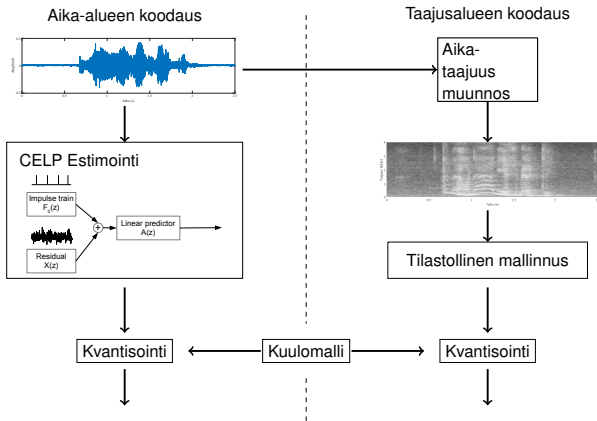 Aika-alueen koodaus
Taajusalueen koodaus
Aika-
taajuus
muunnos
CELP Estimointi
Impulse train
F0(z)
Linear predictor
A(z)
+
Residual
X(z)
Tilastollinen mallinnus
Kvantisointi
Kuulomalli
Kvantisointi